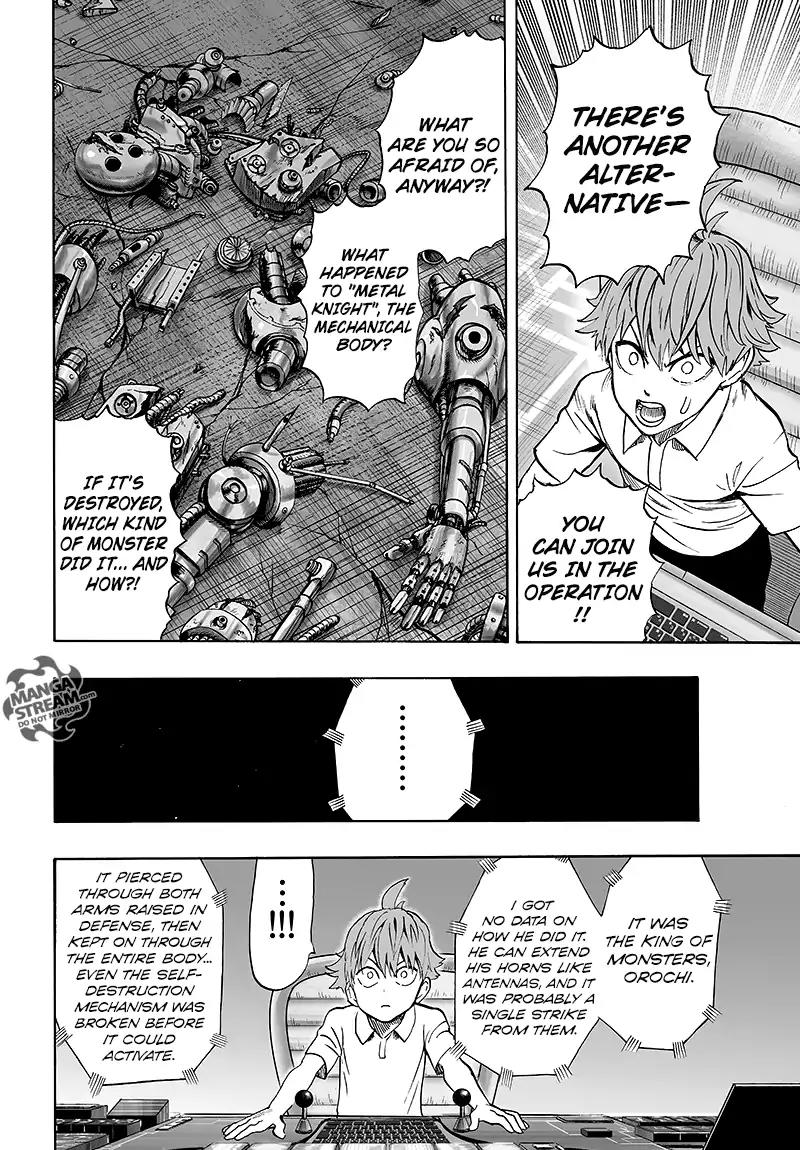 THERE'S
ANOTHER
ALTER-
NATIVE—
YOU
CAN JOIN
US IN THE
OPERATION
!!
WHAT
ARE YOU SO
AFRAID OF,
ANYWAY?!
WHAT
HAPPENED
TO "METAL
KNIGHT", THE
MECHANICAL
BODY?
IF IT'S
DESTROYED,
WHICH KIND
OF MONSTER
DID IT... AND
HOW?!
MANGA
STREAM.COM
DO NOT MIRROR
.........
IT WAS
THE KING OF
MONSTERS,
OROCHI.
I GOT
NO DATA ON
HOW HE DID IT.
HE CAN EXTEND
HIS HORNS LIKE
ANTENNAS, AND IT
WAS PROBABLY A
SINGLE STRIKE
FROM THEM.
...!!!
IT PIERCED
THROUGH BOTH
ARMS RAISED IN
DEFENSE, THEN
KEPT ON THROUGH
THE ENTIRE BODY...
EVEN THE SELF-
DESTRUCTION
MECHANISM WAS
BROKEN BEFORE
IT COULD
ACTIVATE.